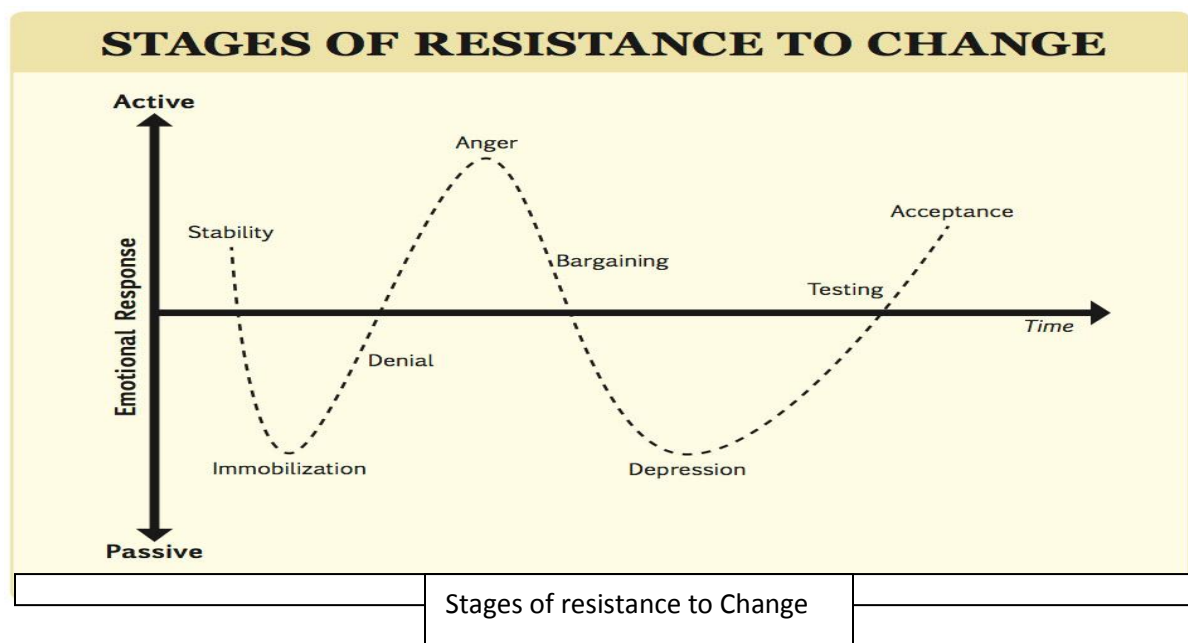 STAGES OF RESISTANCE TO CHANGE
Active
Anger
Stability
Acceptance
Emotional Response
Bargaining
Testing
Time
Denial
Immobilization
Depression
Passive
Stages of resistance to Change